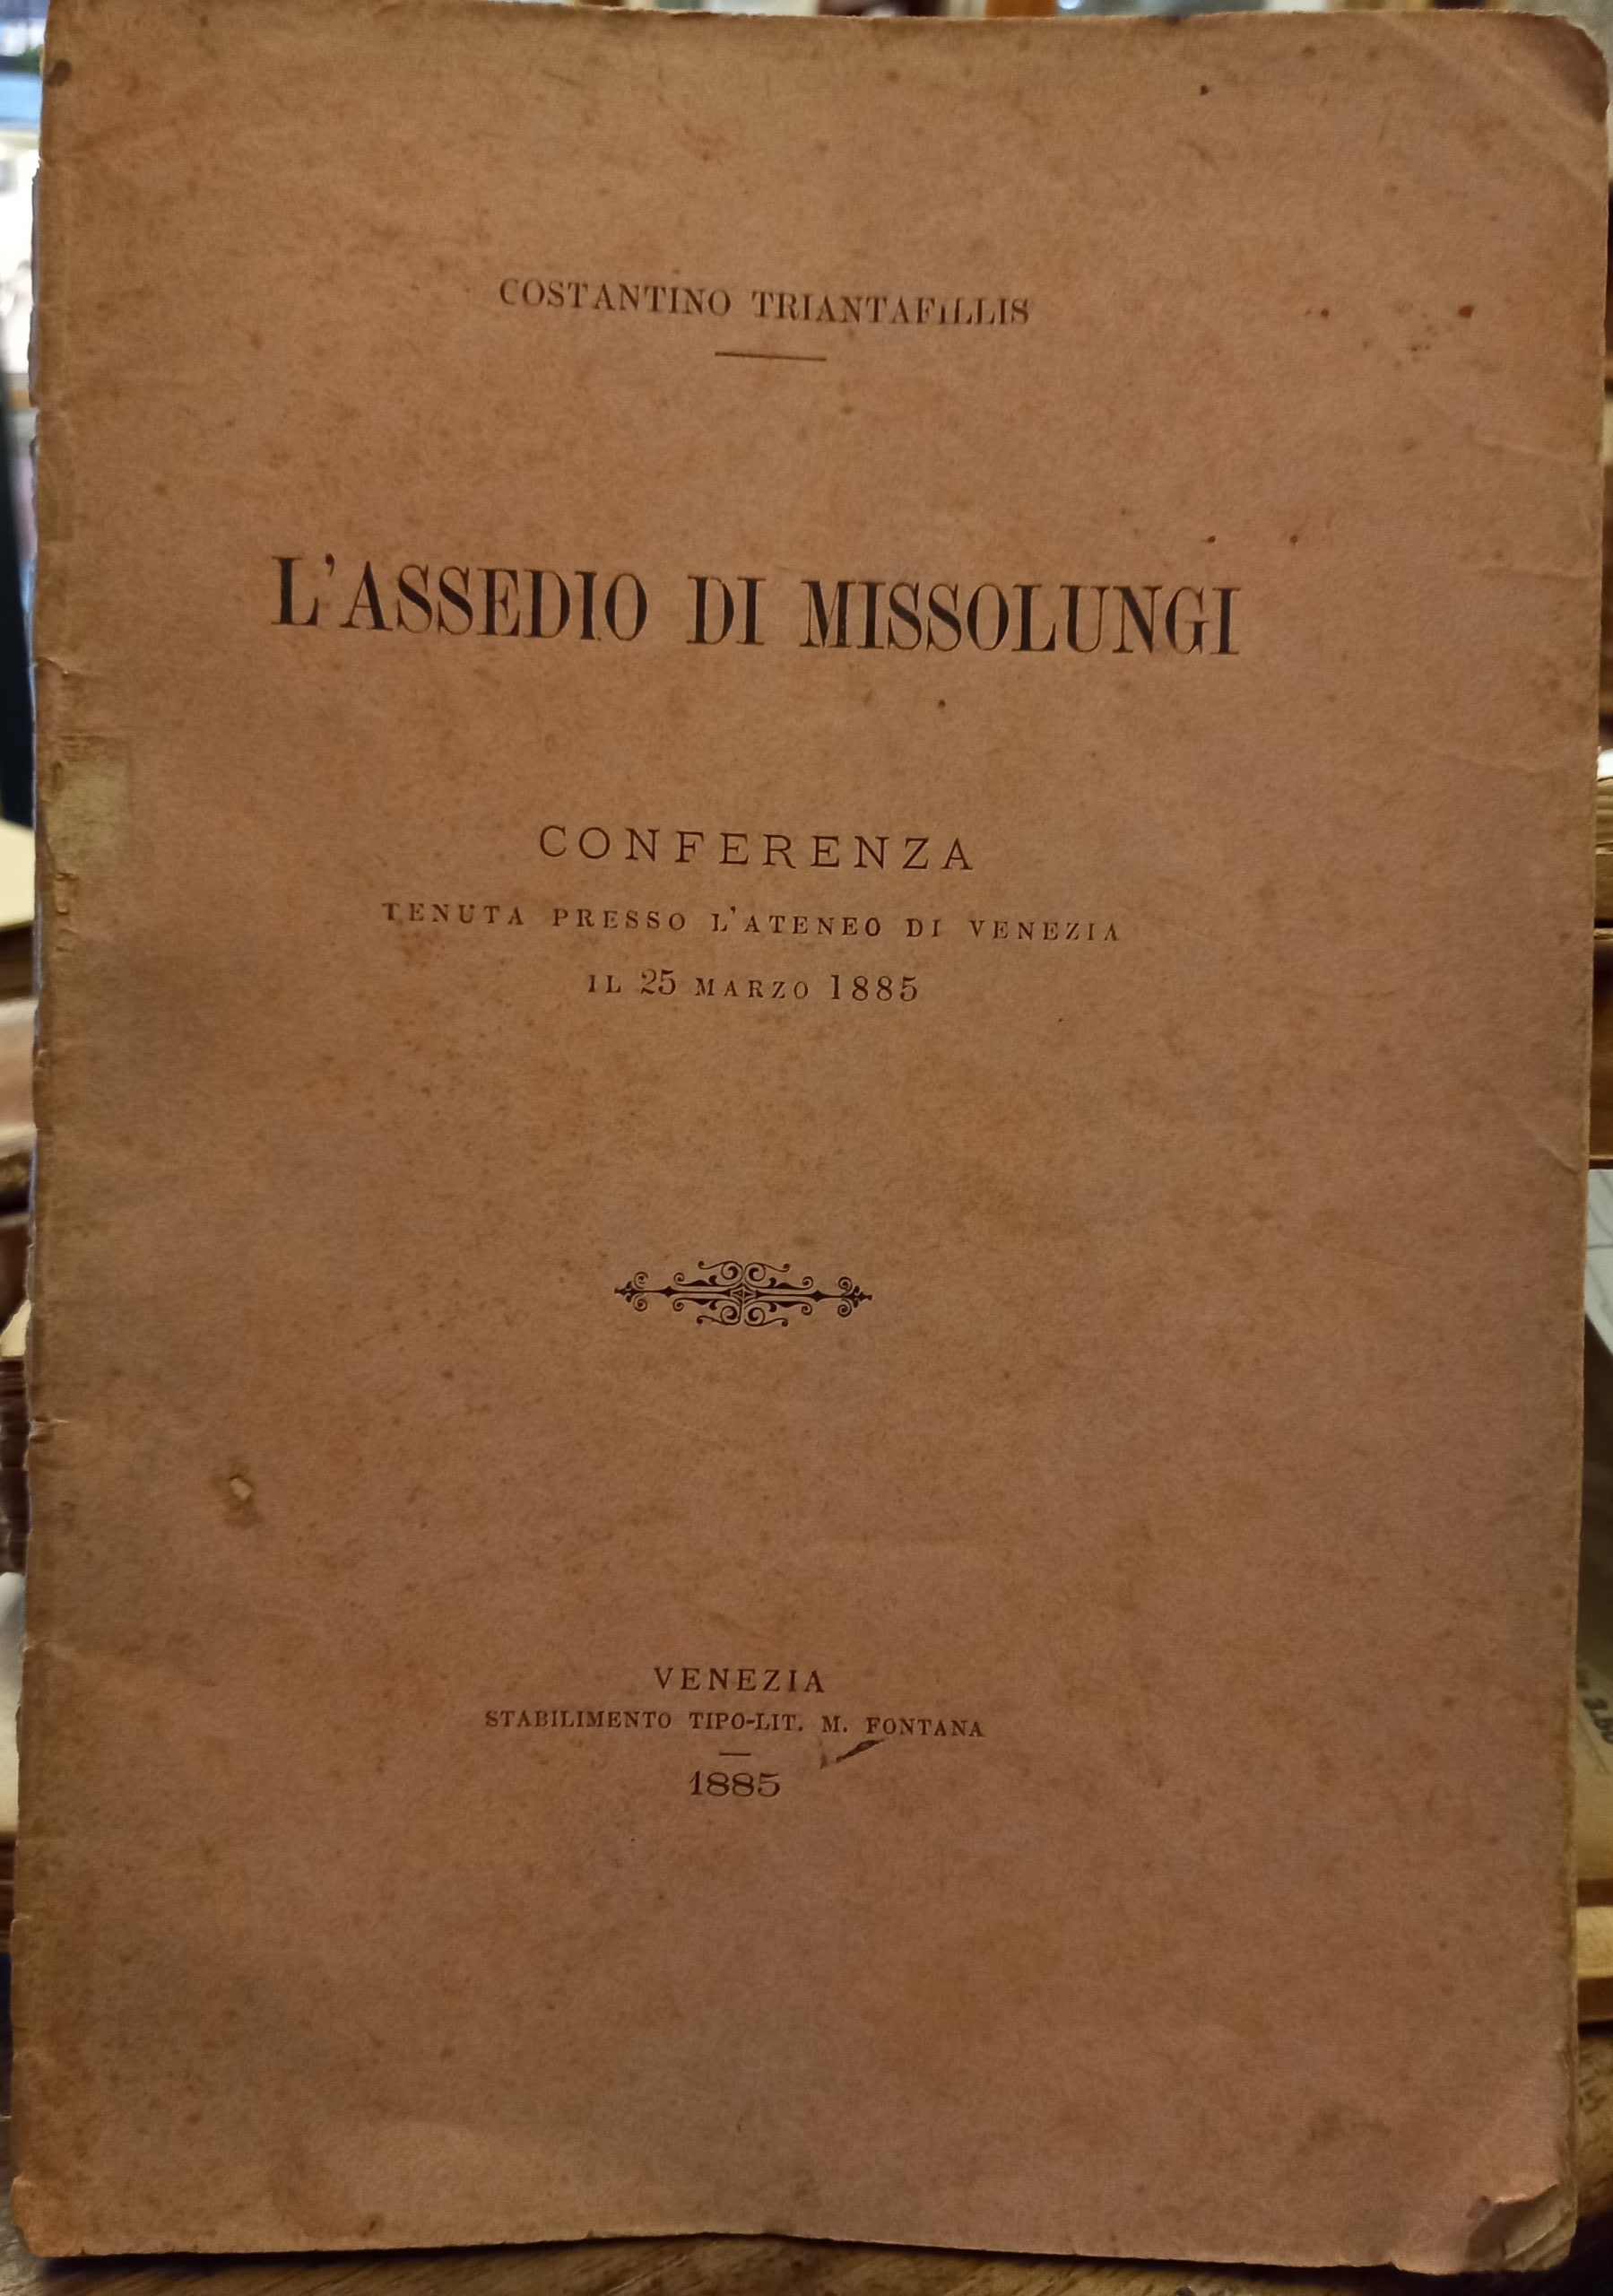 COSTANTINO TRIANTAFILLIS
L'ASSEDIO DI MISSOLUNGI
CONFERENZA
TENUTA PRESSO L'ATENEO DI VENEZIA
IL 25 MARZO 1885
VENEZIA
STABILIMENTO TIPO-LIT. M. FONTANA
1885